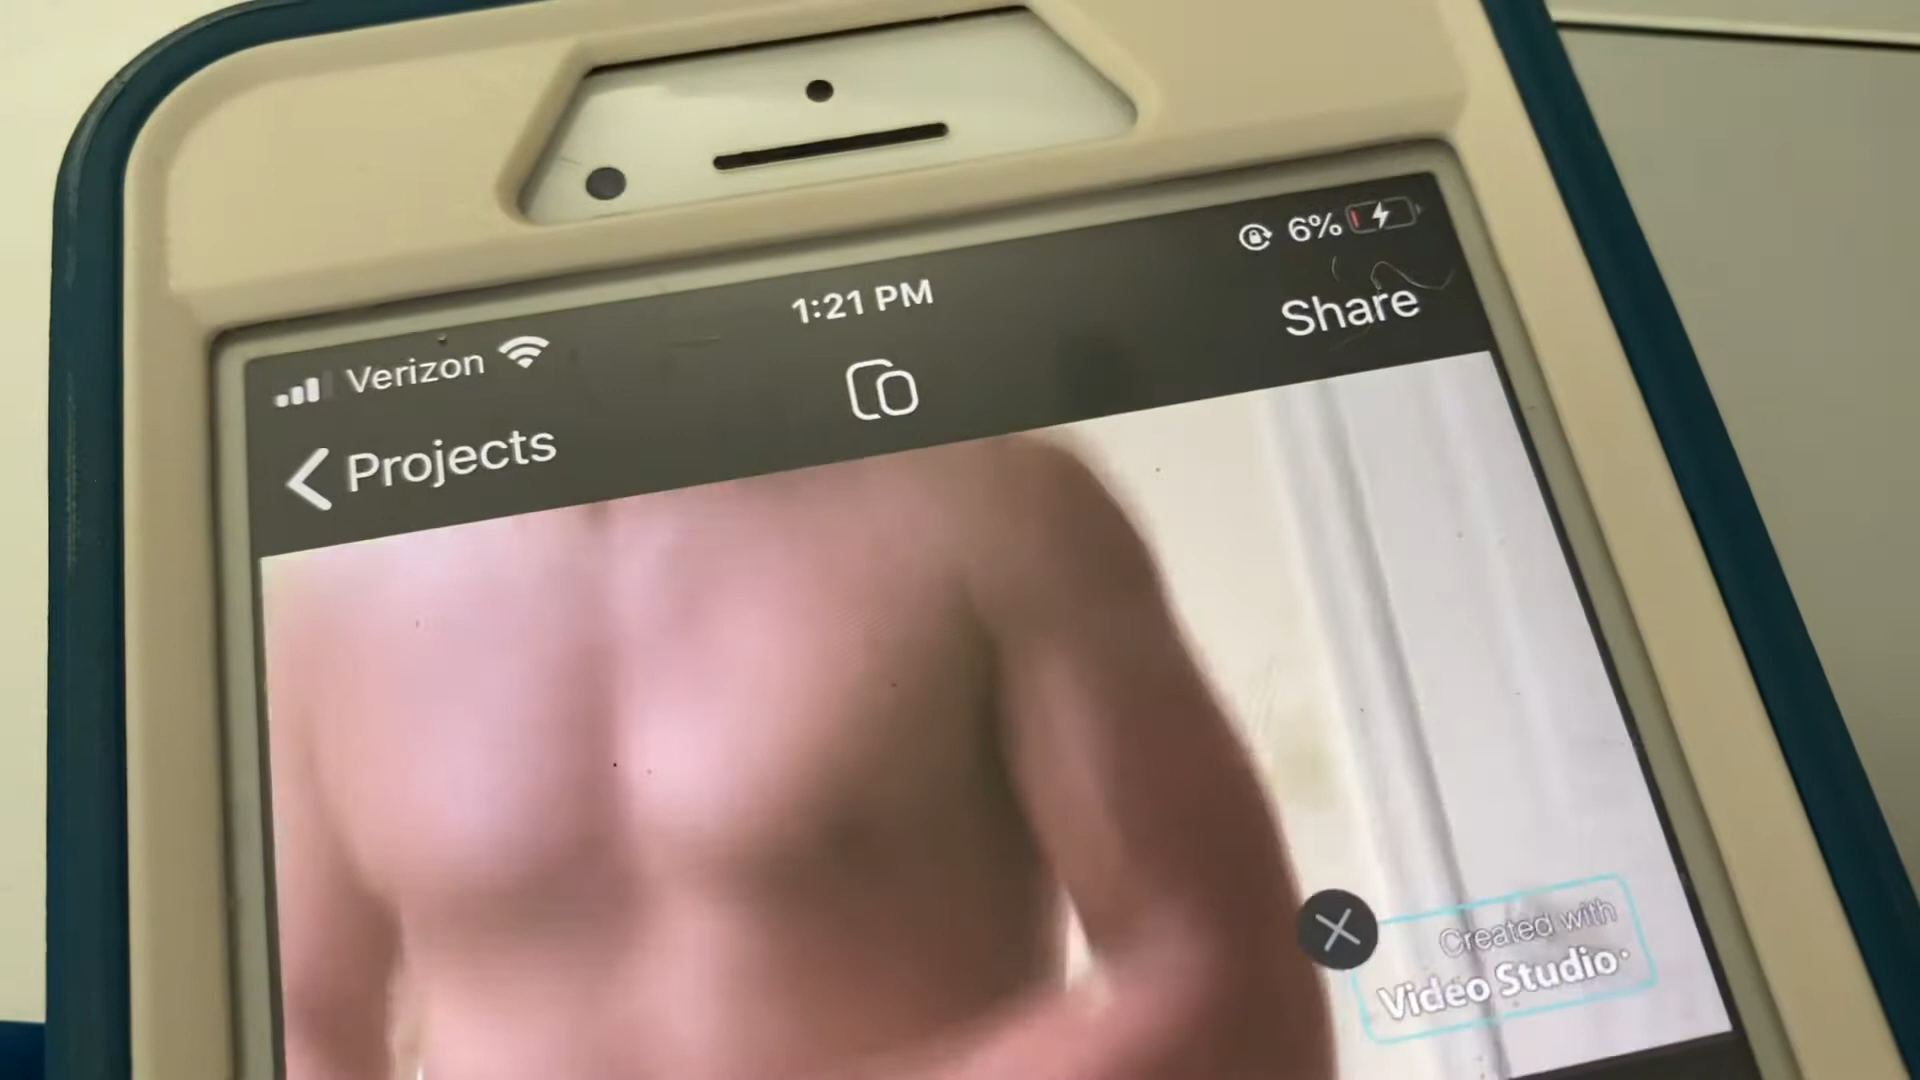 1:21 PM
6%
Verizon
Share
Projects
Created with
Video Studio